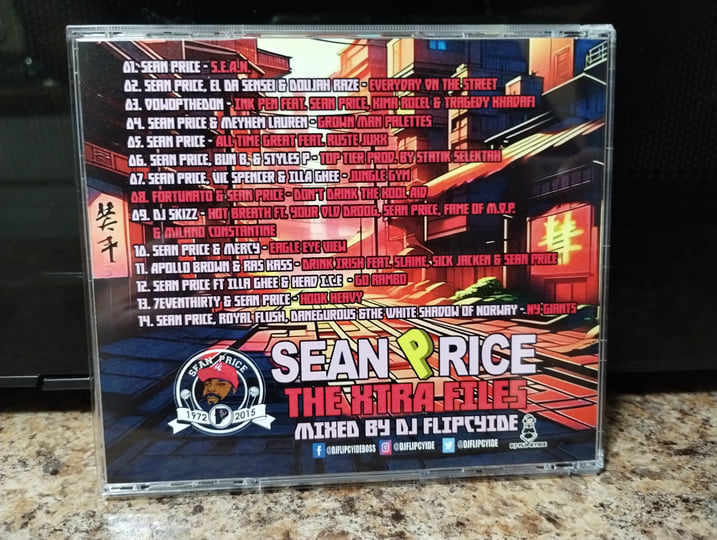 01. SEAN PRICE - S.E.A.N.
02. SEAN PRICE, EL DA SENSEI & DOUJAH RAZE - EVERYDAY ON THE STREET
03. VOWOPTHEDON - INK PEN FEAT. SEAN PRICE, KIMA ROCEL & TRAGEDY KHADAFI
04. SEAN PRICE & MEYHEM LAUREN - GROWN MAN PALETTES
05. SEAN PRICE - ALL TIME GREAT FEAT. RUSTE JUXX
06. SEAN PRICE, BUN B. & STYLES P - TOP TIER PROD. BY STATIK SELEKTAH
07. SEAN PRICE, VIC SPENCER & ILLA GHEE - JUNGLE GYM
08. FORTUNATO & SEAN PRICE - DON'T DRINK THE KOOL AID
09. DJ SKIZZ - HOT BREATH FT. YOUR OLD DROOG, SEAN PRICE, FAME OF M.O.P.
& MILANO CONSTANTINE
10. SEAN PRICE & MERCY - EAGLE EYE VIEW
11. APOLLO BROWN & RAS KASS - DRINK IRISH FEAT. SLAINE, SICK JACKEN & SEAN PRICE
12. SEAN PRICE FT ILLA GHEE & HEAD I.C.E - GO RAMBO
13. 7EVENTHIRTY & SEAN PRICE - HOOK HEAVY
14. SEAN PRICE, ROYAL FLUSH, DANEGUROUS &THE WHITE SHADOW OF NORWAY - NY GIANTS
SEAN PRICE
1972 P 2015
SEAN PRICE
THE XTRA FILES
MIXED BY DJ FLIPCYIDE
@DJFLIPCYIDEBOSS @DJFLIPCYIDE @DJFLIPCYIDE
DJ FLIPCYIDE